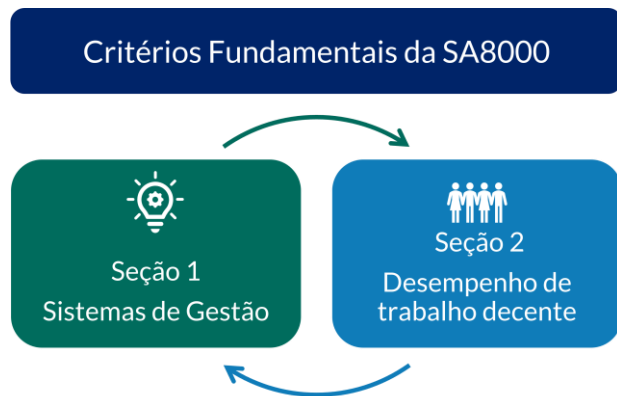 Critérios Fundamentais da SA8000
Seção 1
Sistemas de Gestão
Seção 2
Desempenho de
trabalho decente